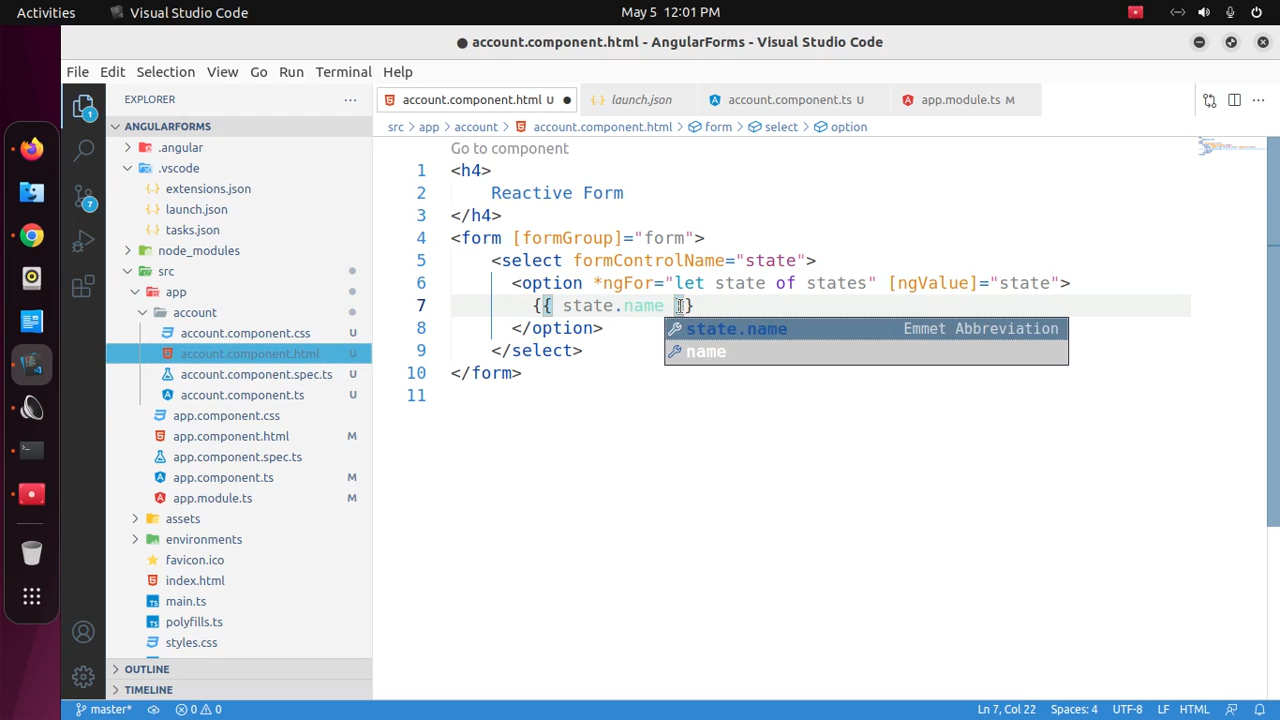 Activities
Visual Studio Code
May 5 12:01 PM
● account.component.html - AngularForms - Visual Studio Code
File Edit Selection View Go Run Terminal Help
EXPLORER
account.component.html U
launch.json
account.component.ts U
app.module.ts M
src > app > account > account.component.html > form > select > option
1
7
ANGULARFORMS
.angular
.vscode
extensions.json
launch.json
tasks.json
node_modules
src
app
account
account.component.css U
account.component.html U
account.component.spec.ts U
account.component.ts U
app.component.css
app.component.html M
app.component.spec.ts
app.component.ts M
app.module.ts M
assets
environments
favicon.ico
index.html
main.ts
polyfills.ts
styles.css
OUTLINE
TIMELINE
Go to component
1 <h4>
2 Reactive Form
3 </h4>
4 <form [formGroup]="form">
5 <select formControlName="state">
6 <option *ngFor="let state of states" [ngValue]="state">
7 {{ state.name }}
8 </option>
9 </select>
10 </form>
11
state.name Emmet Abbreviation
name
master*
0 0
Ln 7, Col 22
Spaces: 4
UTF-8
LF
HTML